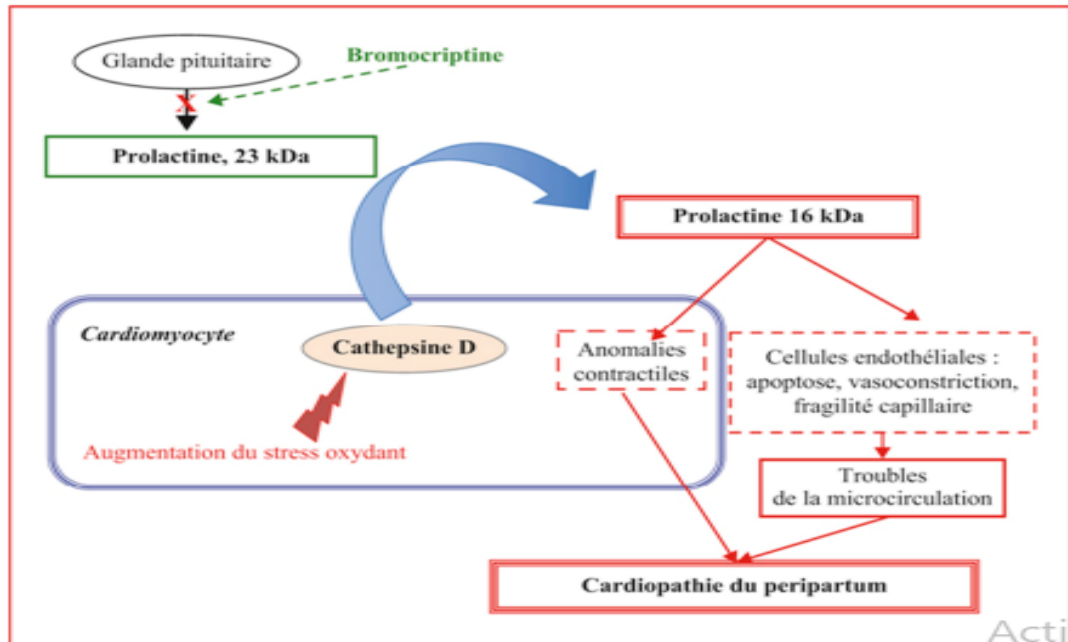 Glande pituitaire
Bromocriptine
X
Prolactine, 23 kDa
Prolactine 16 kDa
Cardiomyocyte
Cathepsine D
Augmentation du stress oxydant
Anomalies
contractiles
Cellules endothéliales :
apoptose, vasoconstriction,
fragilité capillaire
Troubles
de la microcirculation
Cardiopathie du peripartum
Acti